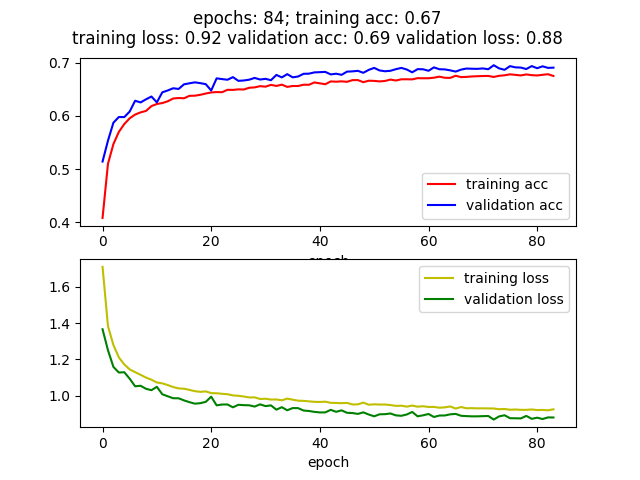 epochs: 84; training acc: 0.67
training loss: 0.92 validation acc: 0.69 validation loss: 0.88
0.7
0.6
0.5
0.4
training acc
validation acc
0 20 40 60 80
epoch
1.6
1.4
1.2
1.0
training loss
validation loss
0 20 40 60 80
epoch